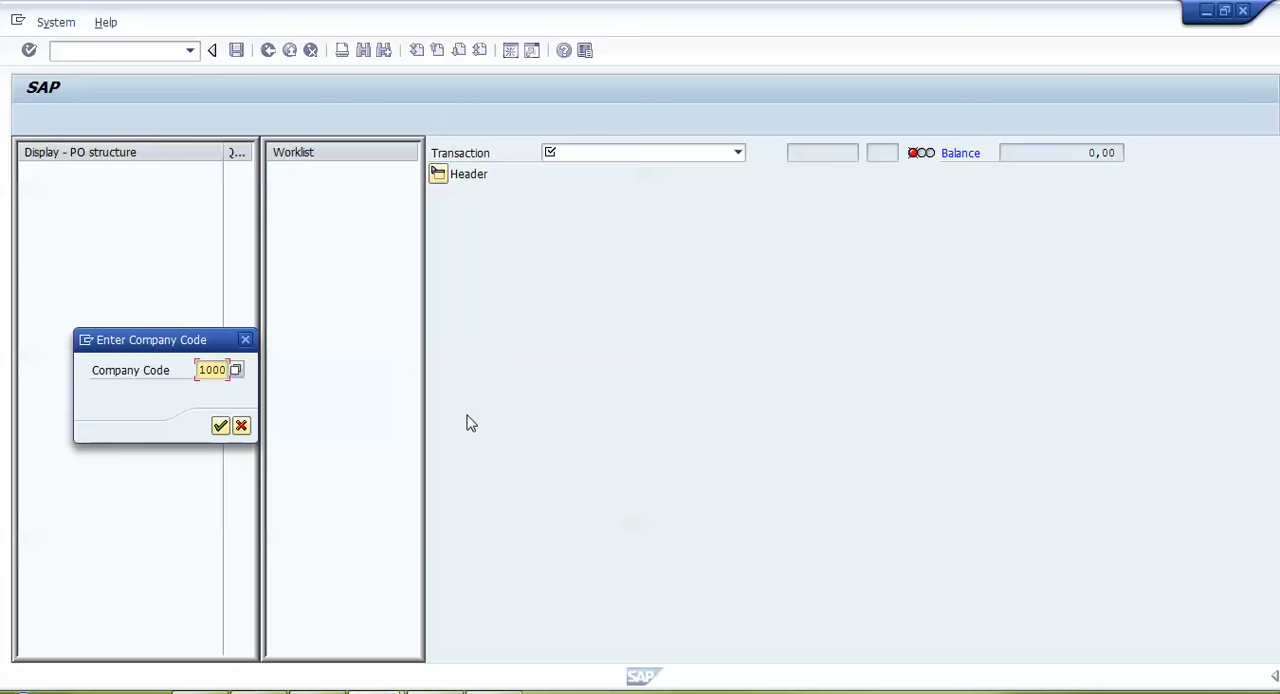 System Help
SAP
Display - PO structure
Worklist
Transaction
Balance 0,00
Header
Enter Company Code
Company Code 1000
SAP